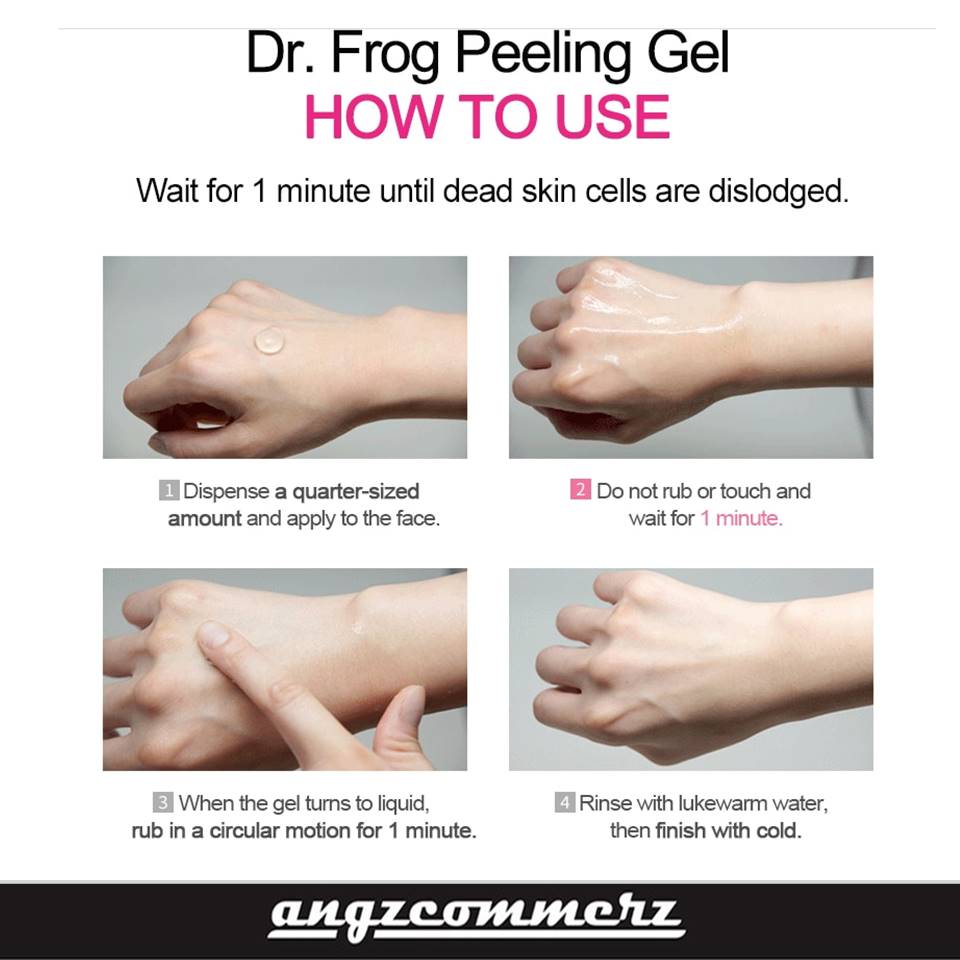 Dr. Frog Peeling Gel
HOW TO USE
Wait for 1 minute until dead skin cells are dislodged.
1 Dispense a quarter-sized
amount and apply to the face.
2 Do not rub or touch and
wait for 1 minute.
3 When the gel turns to liquid,
rub in a circular motion for 1 minute.
4 Rinse with lukewarm water,
then finish with cold.
angzcommerz